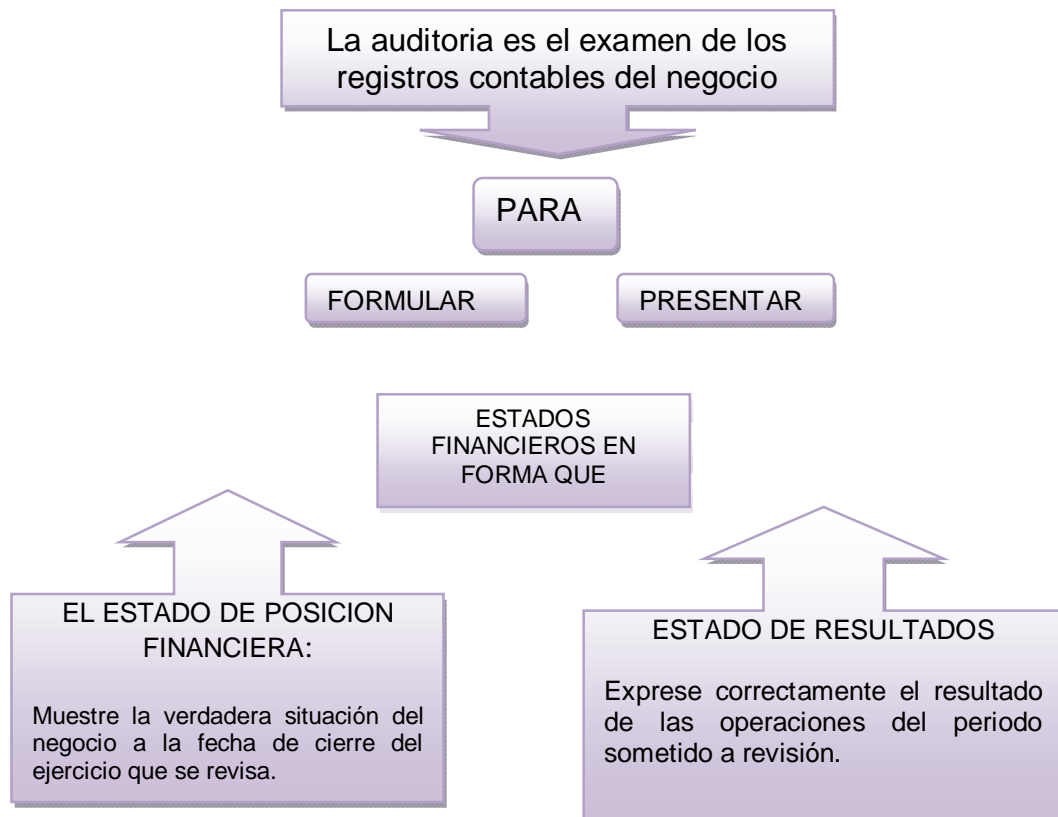 La auditoria es el examen de los
registros contables del negocio
PARA
FORMULAR
PRESENTAR
ESTADOS
FINANCIEROS EN
FORMA QUE
EL ESTADO DE POSICION
FINANCIERA:
Muestre la verdadera situación del
negocio a la fecha de cierre del
ejercicio que se revisa.
ESTADO DE RESULTADOS
Exprese correctamente el resultado
de las operaciones del periodo
sometido a revisión.